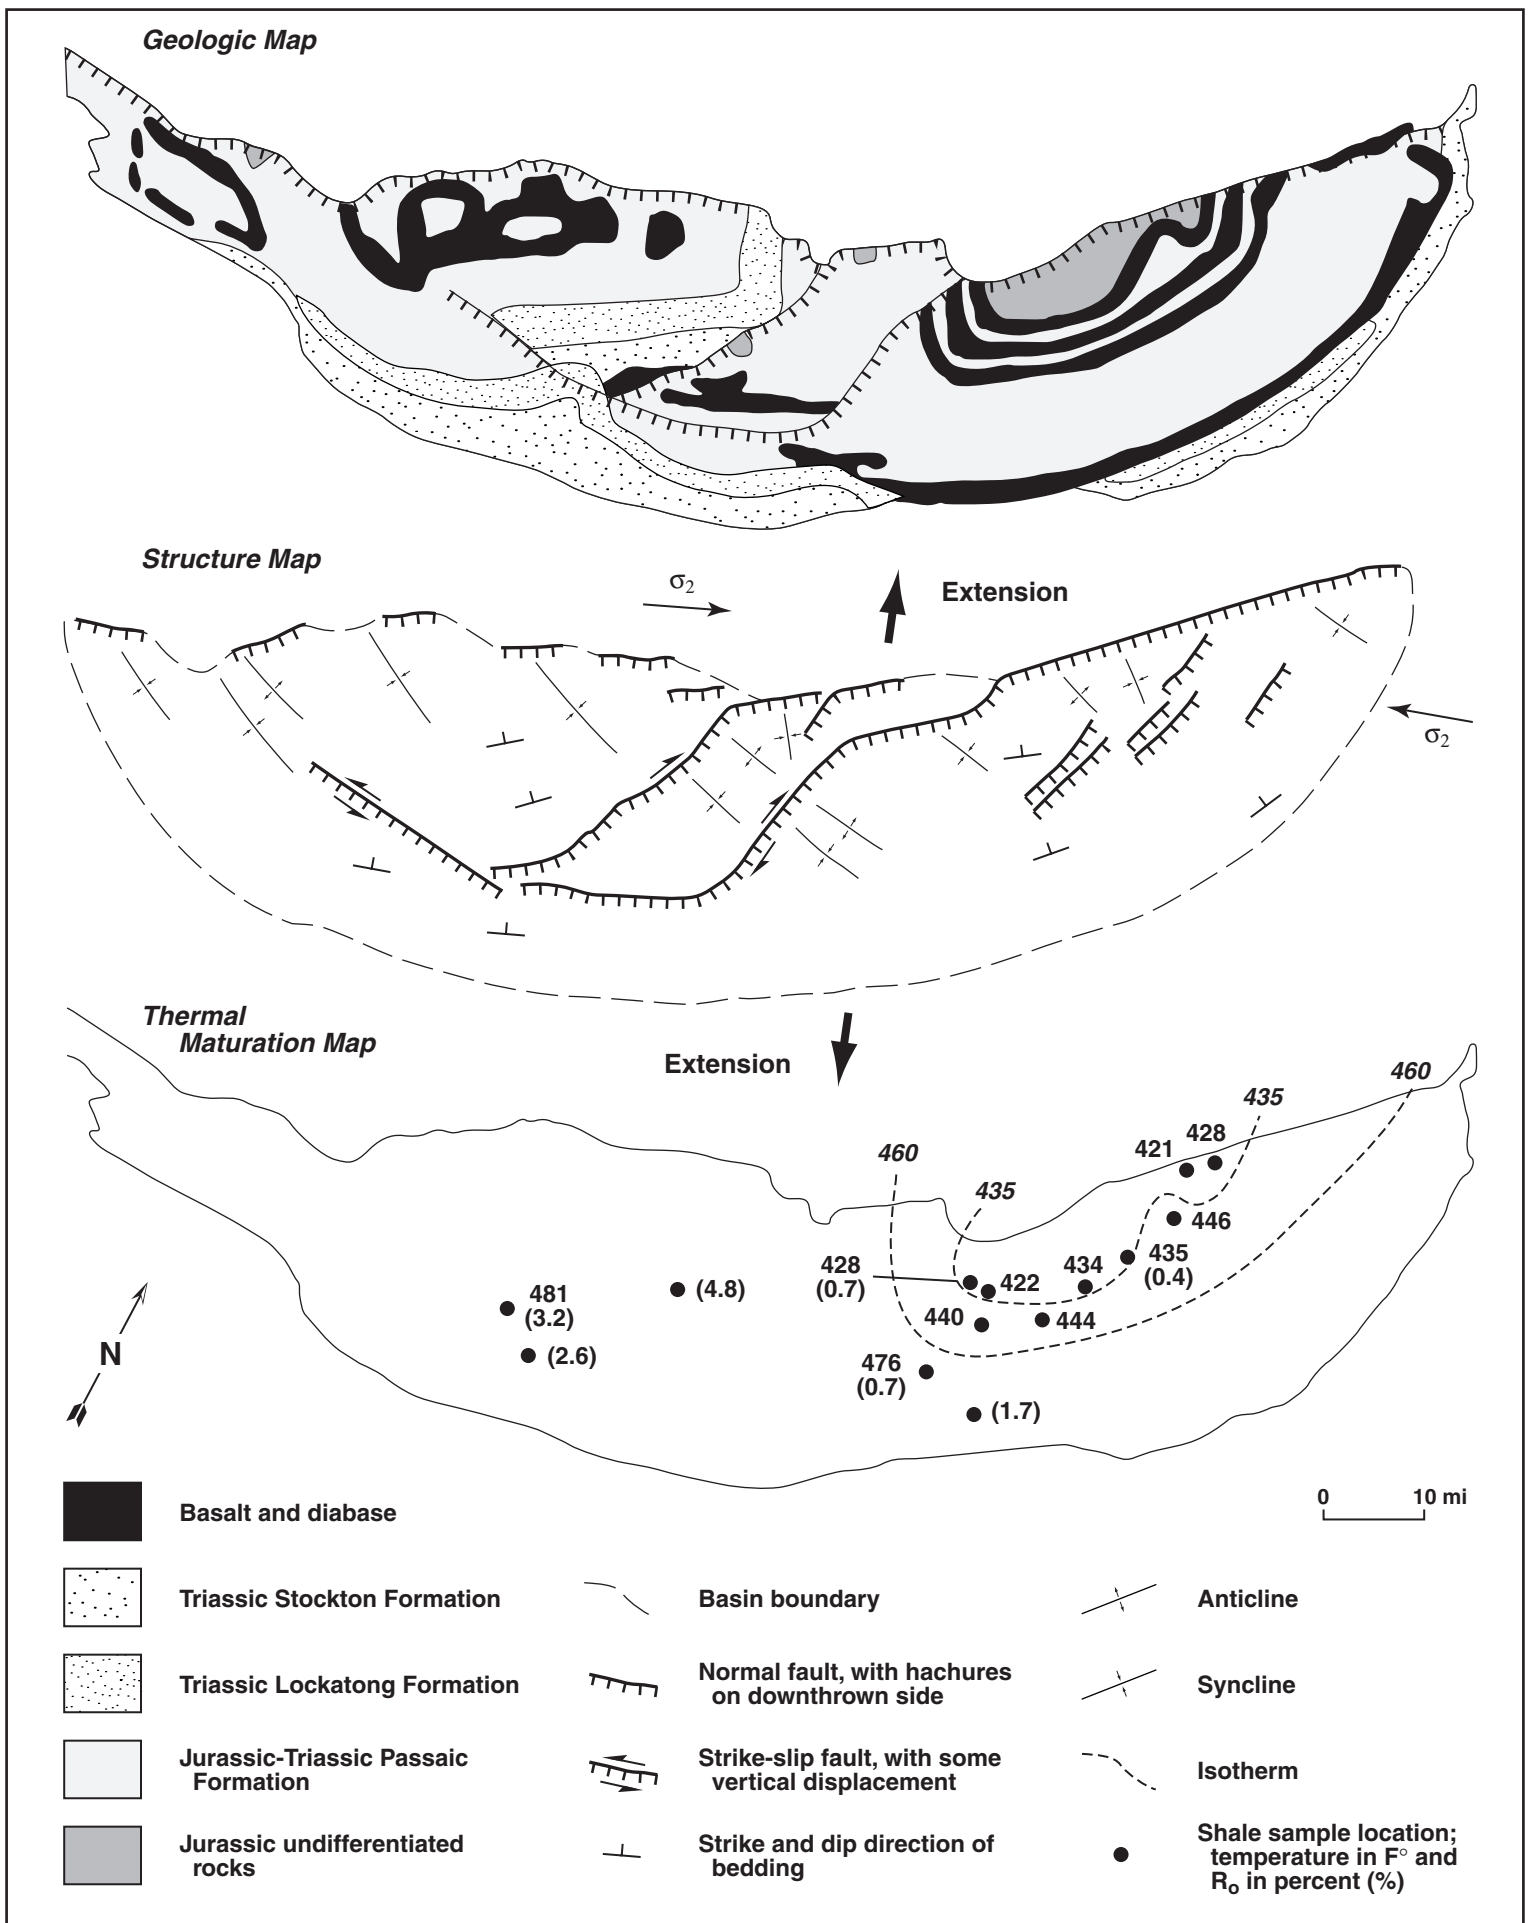 Geologic Map
Structure Map
σ2
Extension
σ2
Thermal
Maturation Map
Extension
460
435
460
435
421
428
446
435
(0.4)
434
428
(0.7)
422
440
444
476
(0.7)
(1.7)
481
(3.2)
(4.8)
(2.6)
N
0 10 mi
Basalt and diabase
Triassic Stockton Formation
Triassic Lockatong Formation
Jurassic-Triassic Passaic
Formation
Jurassic undifferentiated
rocks
Basin boundary
Normal fault, with hachures
on downthrown side
Strike-slip fault, with some
vertical displacement
Strike and dip direction of
bedding
Anticline
Syncline
Isotherm
Shale sample location;
temperature in F° and
Ro in percent (%)